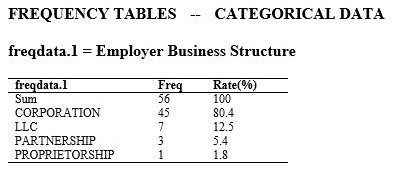 FREQUENCY TABLES -- CATEGORICAL DATA
freqdata.1 = Employer Business Structure
freqdata.1 Freq Rate(%)
Sum 56 100
CORPORATION 45 80.4
LLC 7 12.5
PARTNERSHIP 3 5.4
PROPRIETORSHIP 1 1.8